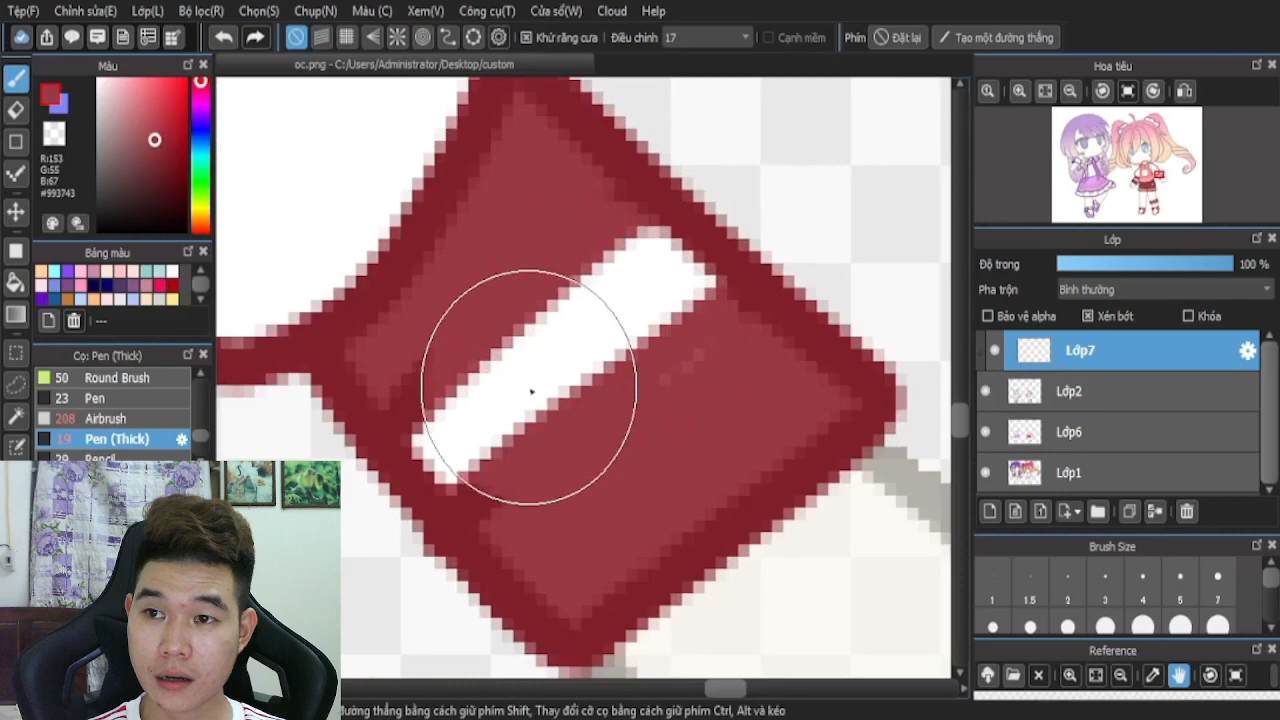 Tệp(F) Chỉnh sửa(E) Lớp(L) Bộ lọc(R) Chọn(S) Chụp(N) Màu (C) Xem(V) Công cụ(T) Cửa sổ(W) Cloud Help
Khử răng cưa Điều chỉnh 17 Cạnh mềm Phím Đặt lại Tạo một đường thẳng
Màu
oc.png - C:/Users/Administrator/Desktop/custom
Hoa tiêu
R:153
G:55
B:67
#993743
Bảng màu
---
Cọ: Pen (Thick)
50 Round Brush
23 Pen
208 Airbrush
19 Pen (Thick)
29 Pencil
Lớp
Độ trong 100 %
Pha trộn Bình thường
Bảo vệ alpha Xén bớt Khóa
Lớp7
Lớp2
Lớp6
Lớp1
Brush Size
1 1.5 2 3 4 5 7
Reference
đường thẳng bằng cách giữ phím Shift, Thay đổi cỡ cọ bằng cách giữ phím Ctrl, Alt và kéo